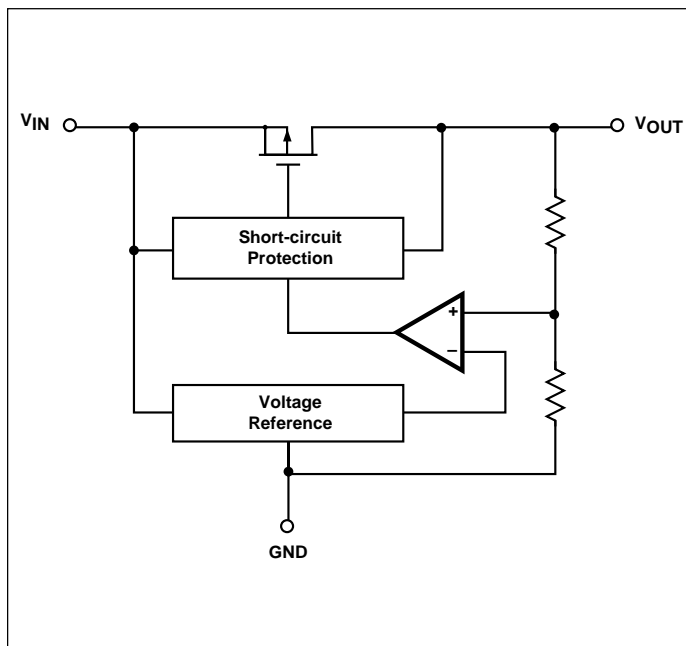 VIN
VOUT
Short-circuit
Protection
+
−
Voltage
Reference
GND